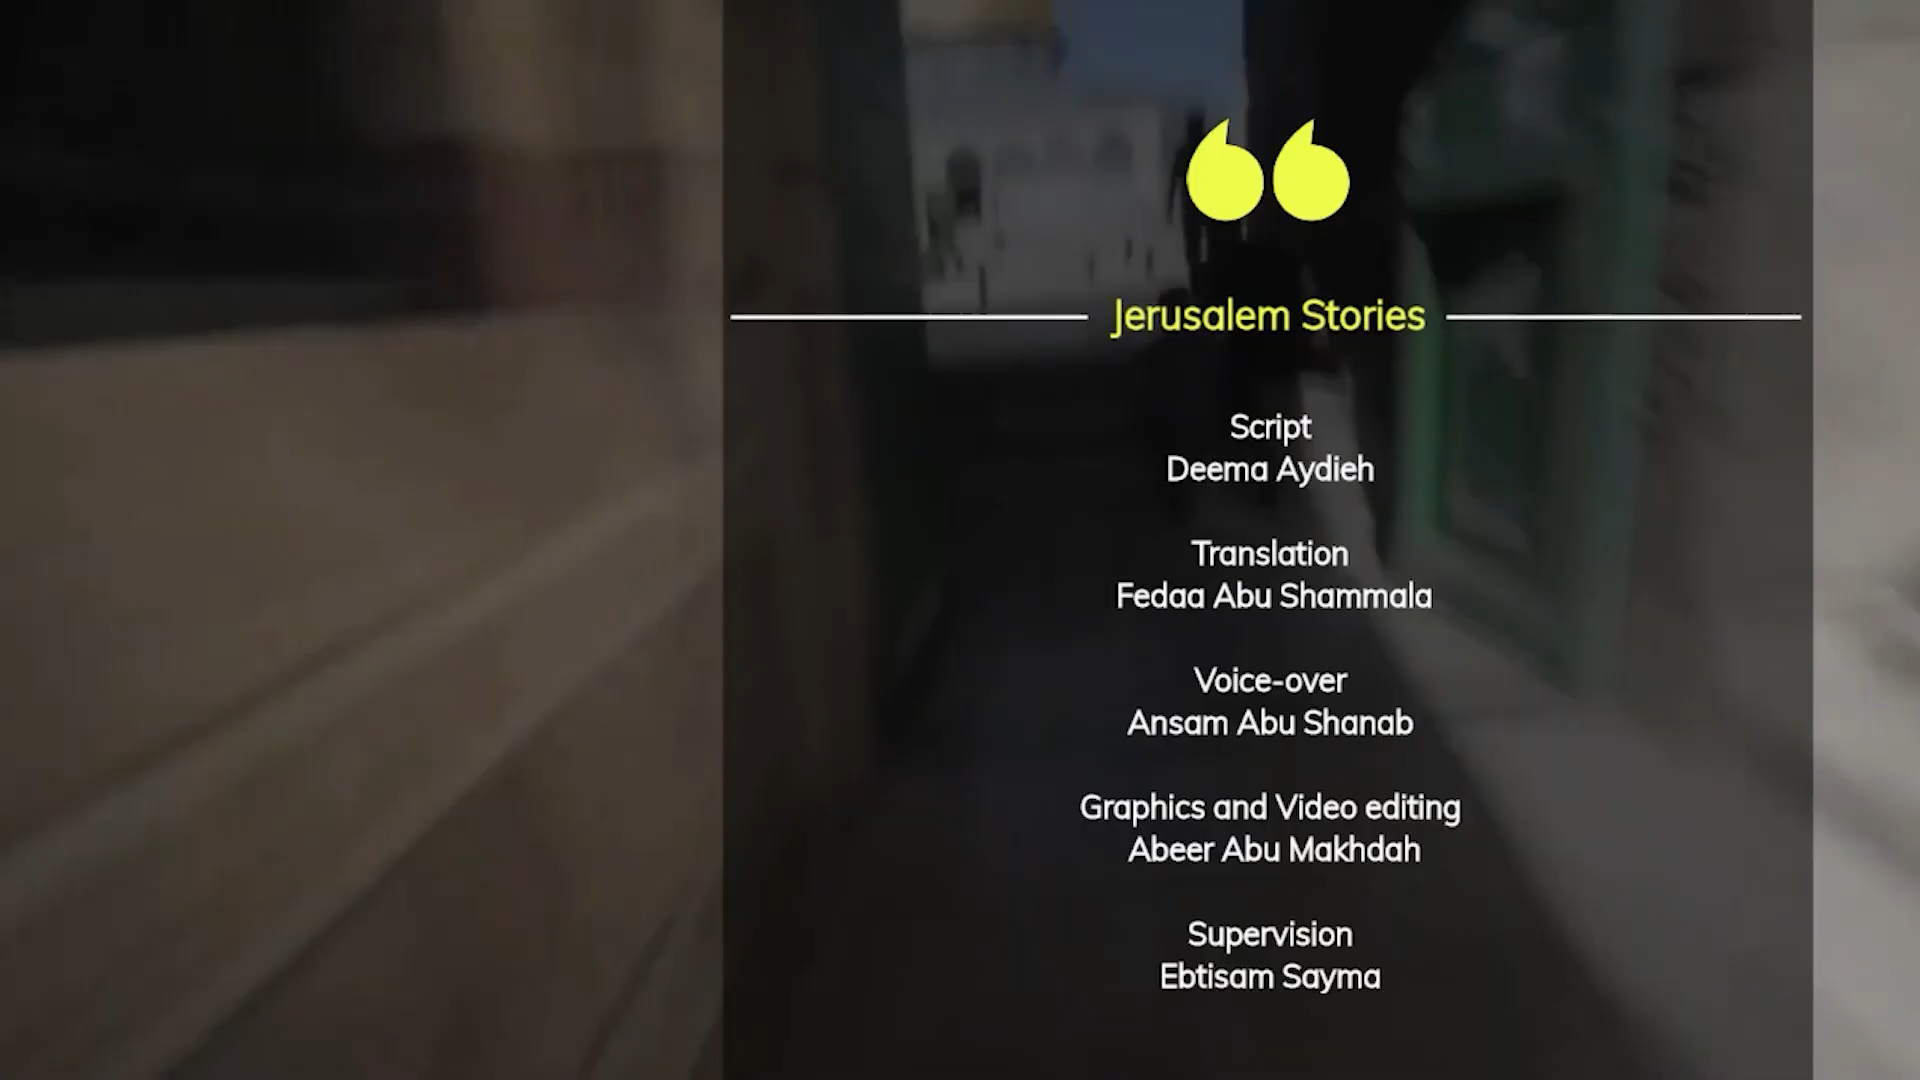 Jerusalem Stories
Script
Deema Aydieh
Translation
Fedaa Abu Shammala
Voice-over
Ansam Abu Shanab
Graphics and Video editing
Abeer Abu Makhdah
Supervision
Ebtisam Sayma